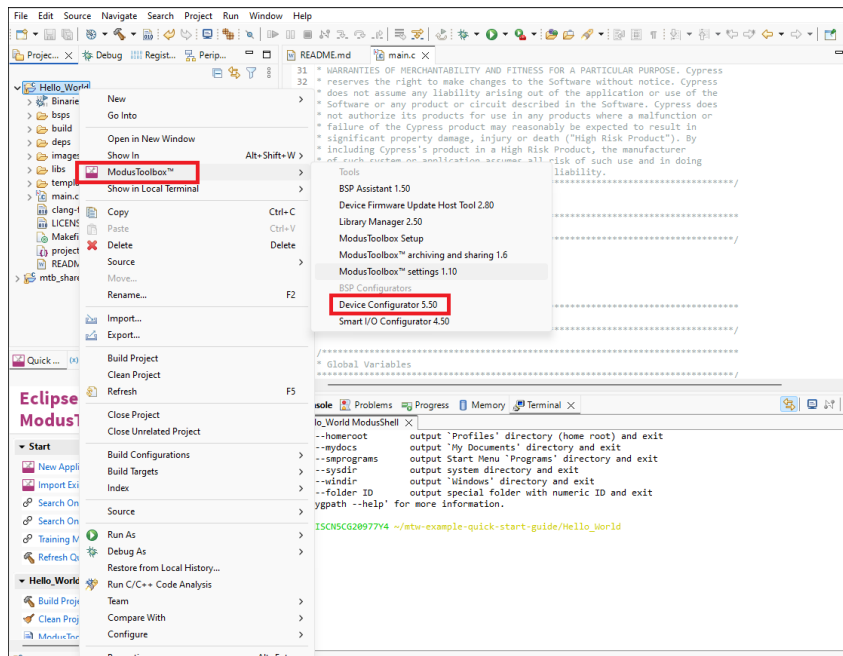 File Edit Source Navigate Search Project Run Window Help
Projec... Debug Regist... Perip...
README.md main.c
31 * WARRANTIES OF MERCHANTABILITY AND FITNESS FOR A PARTICULAR PURPOSE. Cypress
32 * reserves the right to make changes to the Software without notice. Cypress
* does not assume any liability arising out of the application or use of the
* Software or any product or circuit described in the Software. Cypress does
* not authorize its products for use in any products where a malfunction or
* failure of the Cypress product may reasonably be expected to result in
* significant property damage, injury or death ("High Risk Product"). By
* including Cypress's product in a High Risk Product, the manufacturer
* of such system or application assumes all risk of such use and in doing
liability.
Hello_World
Binarie
bsps
build
deps
images
libs
templ
main.c
clang-f
LICENS
Makefi
project
READM
mtb_share
New
Go Into
Open in New Window
Show In Alt+Shift+W
ModusToolbox™
Show in Local Terminal
Copy Ctrl+C
Paste Ctrl+V
Delete Delete
Source
Move...
Rename... F2
Import...
Export...
Build Project
Clean Project
Refresh F5
Close Project
Close Unrelated Project
Build Configurations
Build Targets
Index
Source
Run As
Debug As
Restore from Local History...
Run C/C++ Code Analysis
Team
Compare With
Configure
Tools
BSP Assistant 1.50
Device Firmware Update Host Tool 2.80
Library Manager 2.50
ModusToolbox Setup
ModusToolbox™ archiving and sharing 1.6
ModusToolbox™ settings 1.10
BSP Configurators
Device Configurator 5.50
Smart I/O Configurator 4.50
* Global Variables
Quick ... (x)
Eclipse
ModusT
Start
New Appli
Import Exi
Search On
Search On
Training M
Refresh Qu
Hello_World
Build Proje
Clean Proj
ModusToo
sole Problems Progress Memory Terminal
lo_World ModusShell
--homeroot output `Profiles' directory (home root) and exit
--mydocs output `My Documents' directory and exit
--smprograms output Start Menu `Programs' directory and exit
--sysdir output system directory and exit
--windir output `Windows' directory and exit
--folder ID output special folder with numeric ID and exit
ygpath --help' for more information.
ISCNSCG20977Y4 ~/mtw-example-quick-start-guide/Hello_World